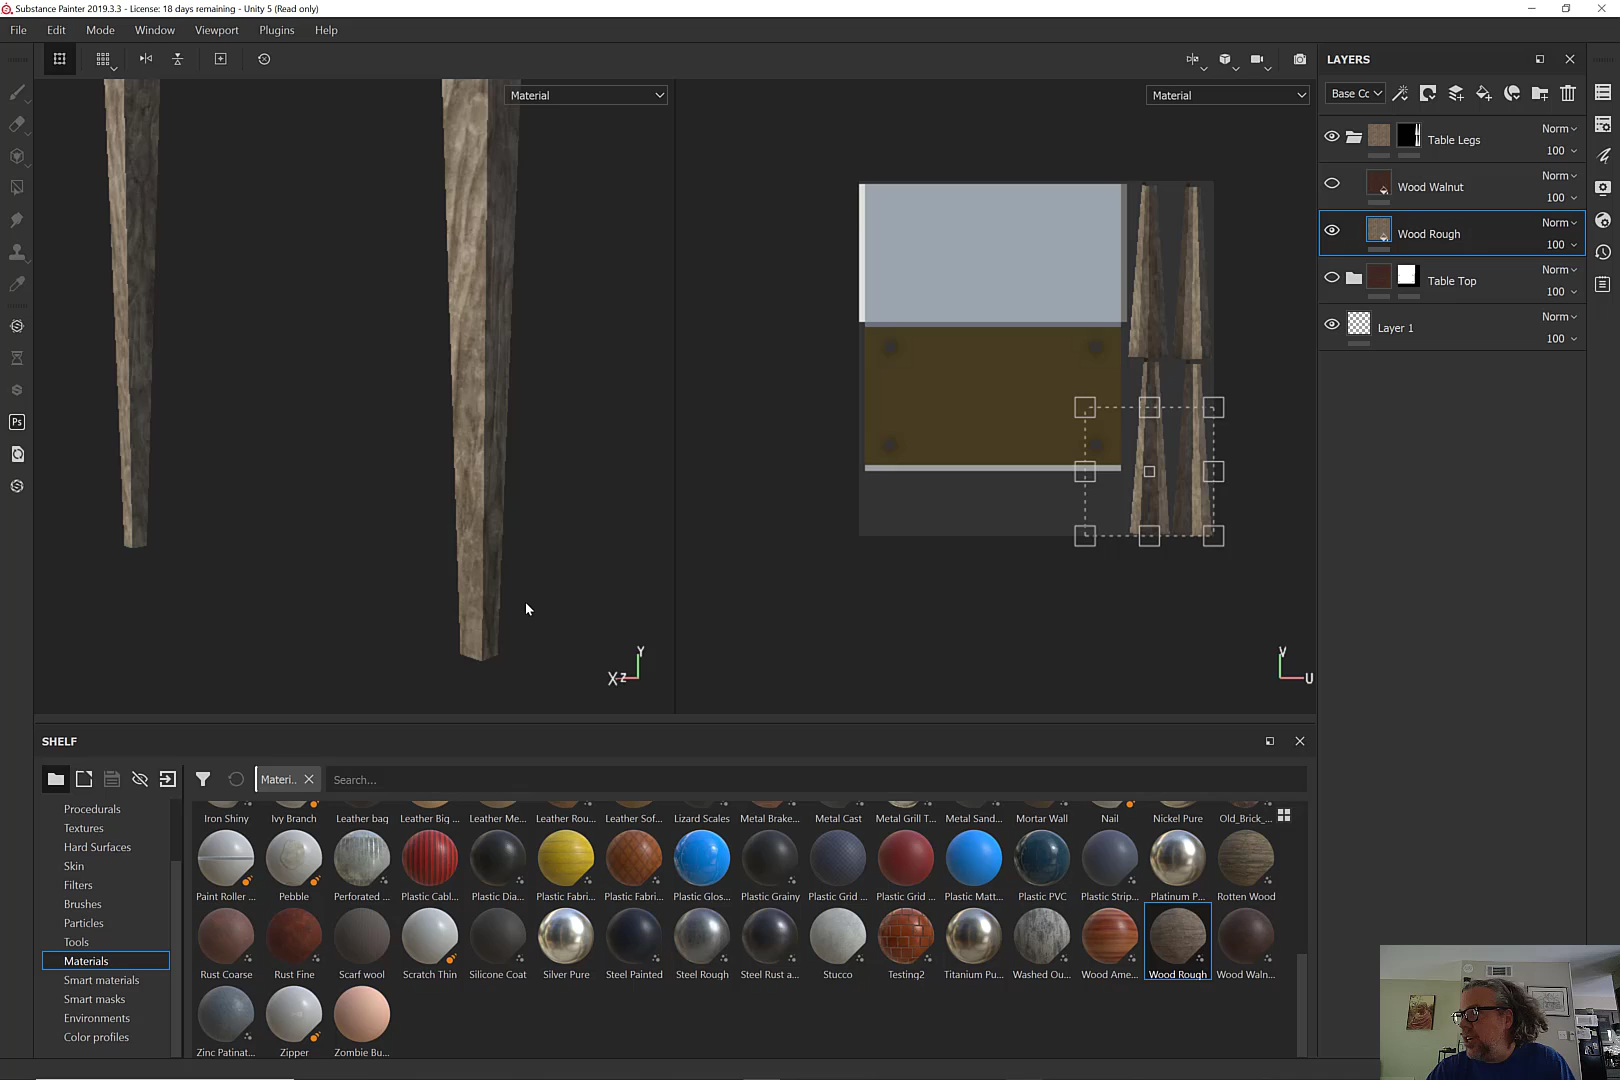 Substance Painter 2019.3.3 - License: 18 days remaining - Unity 5 (Read only)
File Edit Mode Window Viewport Plugins Help
Material
Material
LAYERS
Base Cc
Table Legs
Norm
100
Wood Walnut
Norm
100
Wood Rough
Norm
100
Table Top
Norm
100
Layer 1
Norm
100
Ps
Y
X Z
V
U
SHELF
Materi..
Search...
Procedurals
Textures
Hard Surfaces
Skin
Filters
Brushes
Particles
Tools
Materials
Smart materials
Smart masks
Environments
Color profiles
Iron Shiny Ivy Branch Leather bag Leather Big ... Leather Me... Leather Rou... Leather Sof... Lizard Scales Metal Brake... Metal Cast Metal Grill T... Metal Sand... Mortar Wall Nail Nickel Pure Old_Brick_...
Paint Roller ... Pebble Perforated ... Plastic Cabl... Plastic Dia... Plastic Fabri... Plastic Fabri... Plastic Glos... Plastic Grainy Plastic Grid ... Plastic Grid ... Plastic Matt... Plastic PVC Plastic Strip... Platinum P... Rotten Wood
Rust Coarse Rust Fine Scarf wool Scratch Thin Silicone Coat Silver Pure Steel Painted Steel Rough Steel Rust a... Stucco Testing2 Titanium Pu... Washed Ou... Wood Ame... Wood Rough Wood Waln...
Zinc Patinat... Zipper Zombie Bu...